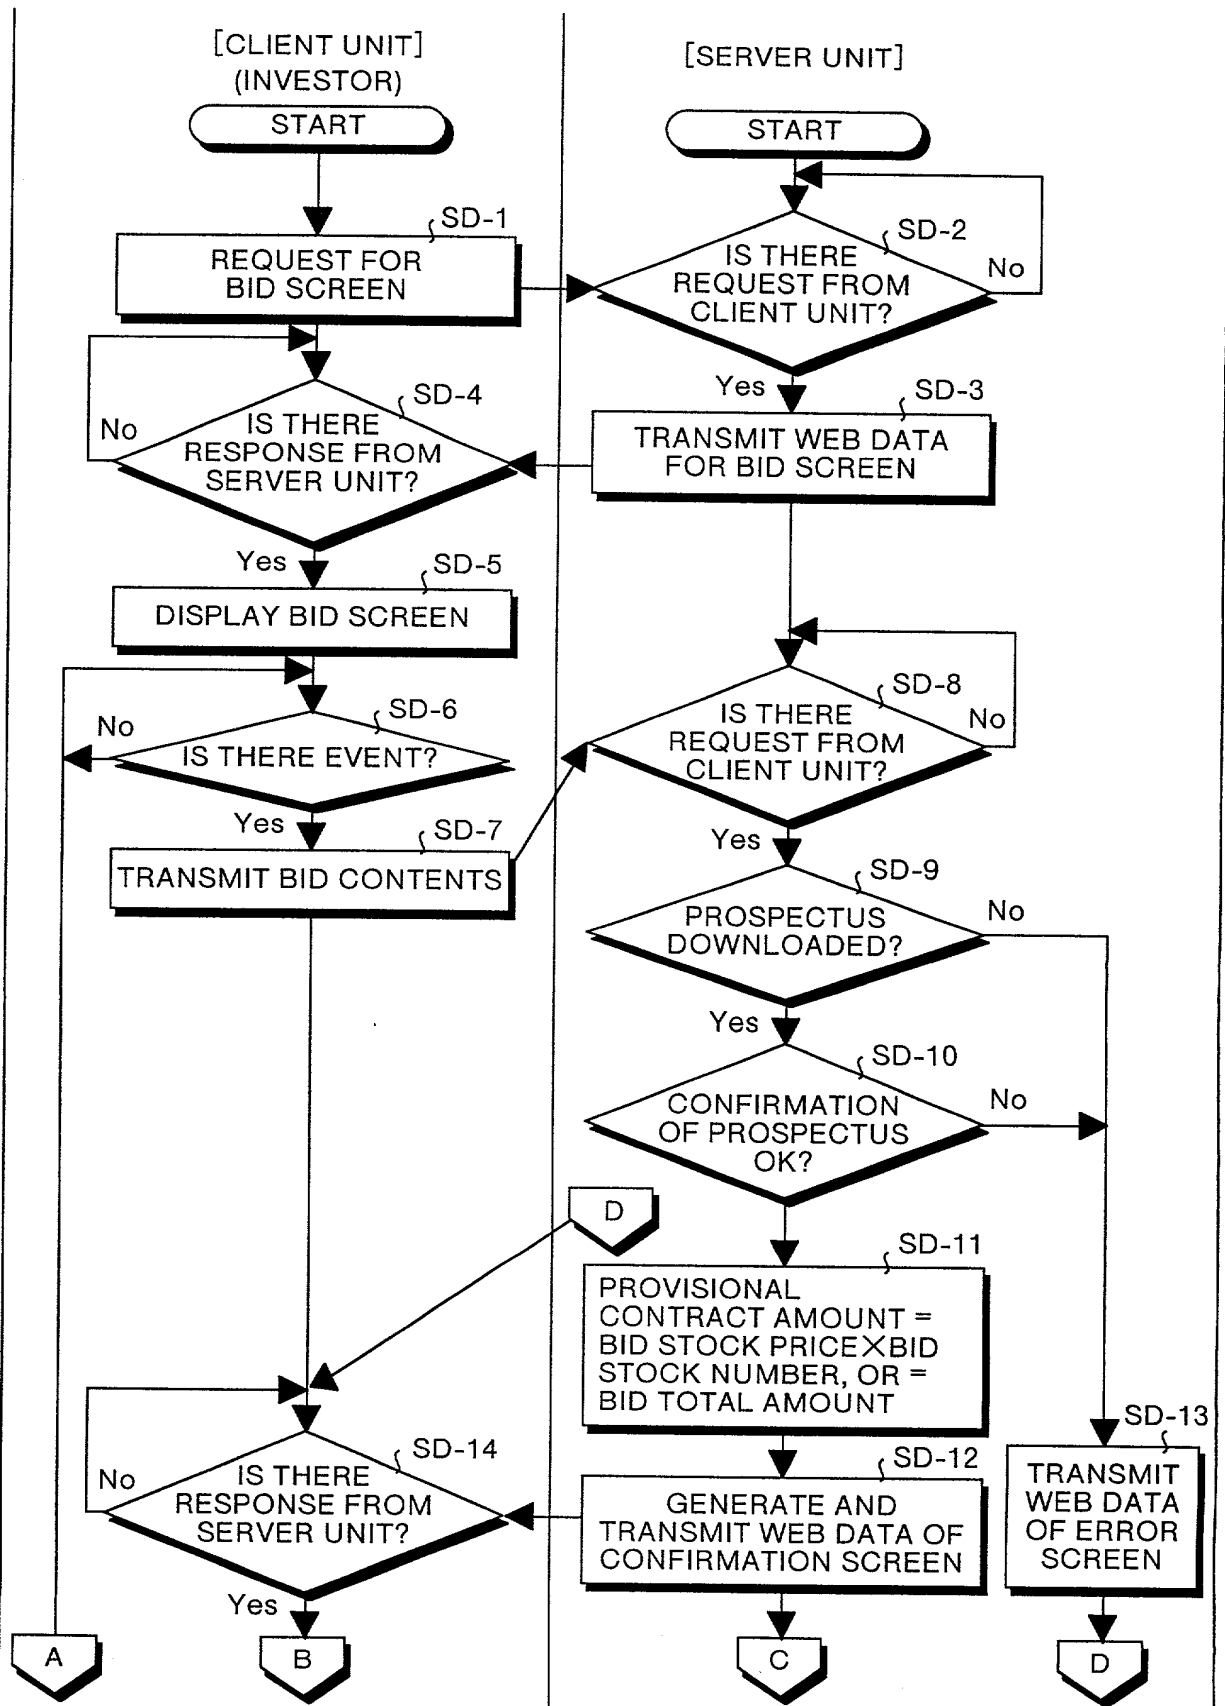 [CLIENT UNIT]
(INVESTOR)
START
SD-1
REQUEST FOR
BID SCREEN
SD-4
IS THERE
RESPONSE FROM
SERVER UNIT?
No
Yes
SD-5
DISPLAY BID SCREEN
SD-6
No
IS THERE EVENT?
Yes
SD-7
TRANSMIT BID CONTENTS
SD-14
No
IS THERE
RESPONSE FROM
SERVER UNIT?
Yes
A
B
[SERVER UNIT]
START
SD-2
IS THERE
REQUEST FROM
CLIENT UNIT?
No
Yes
SD-3
TRANSMIT WEB DATA
FOR BID SCREEN
SD-8
IS THERE
REQUEST FROM
CLIENT UNIT?
No
Yes
SD-9
PROSPECTUS
DOWNLOADED?
No
Yes
SD-10
CONFIRMATION
OF PROSPECTUS
OK?
No
D
SD-11
PROVISIONAL
CONTRACT AMOUNT =
BID STOCK PRICE×BID
STOCK NUMBER, OR =
BID TOTAL AMOUNT
SD-12
GENERATE AND
TRANSMIT WEB DATA OF
CONFIRMATION SCREEN
SD-13
TRANSMIT
WEB DATA
OF ERROR
SCREEN
C
D